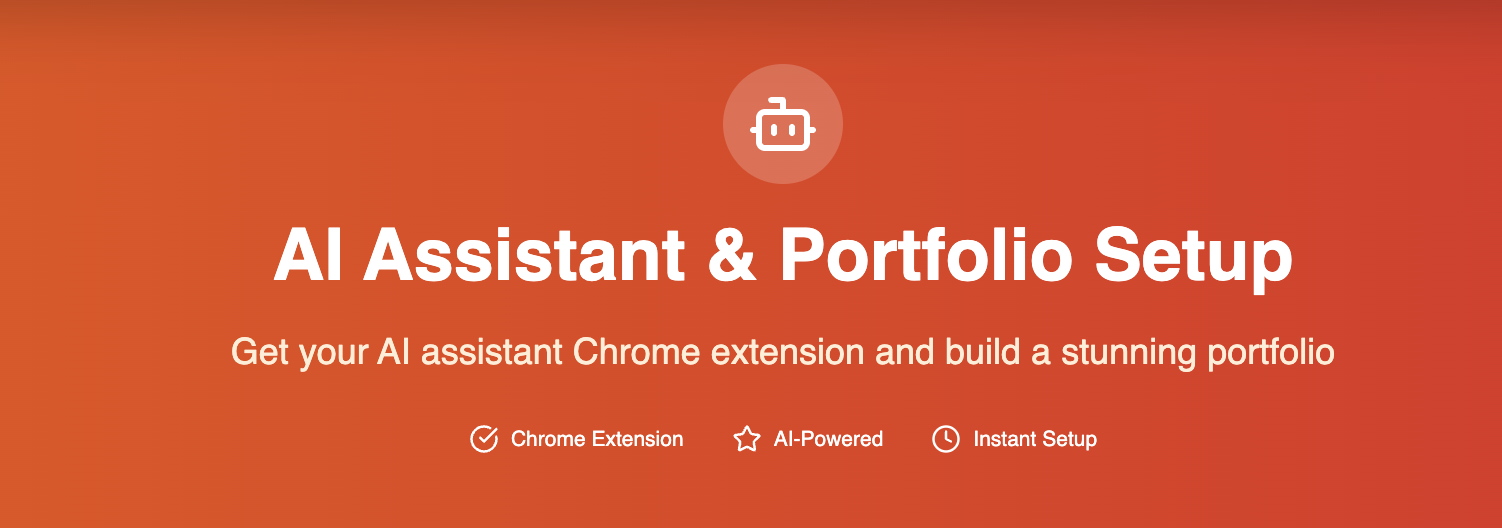 AI Assistant & Portfolio Setup
Get your AI assistant Chrome extension and build a stunning portfolio
Chrome Extension AI-Powered Instant Setup